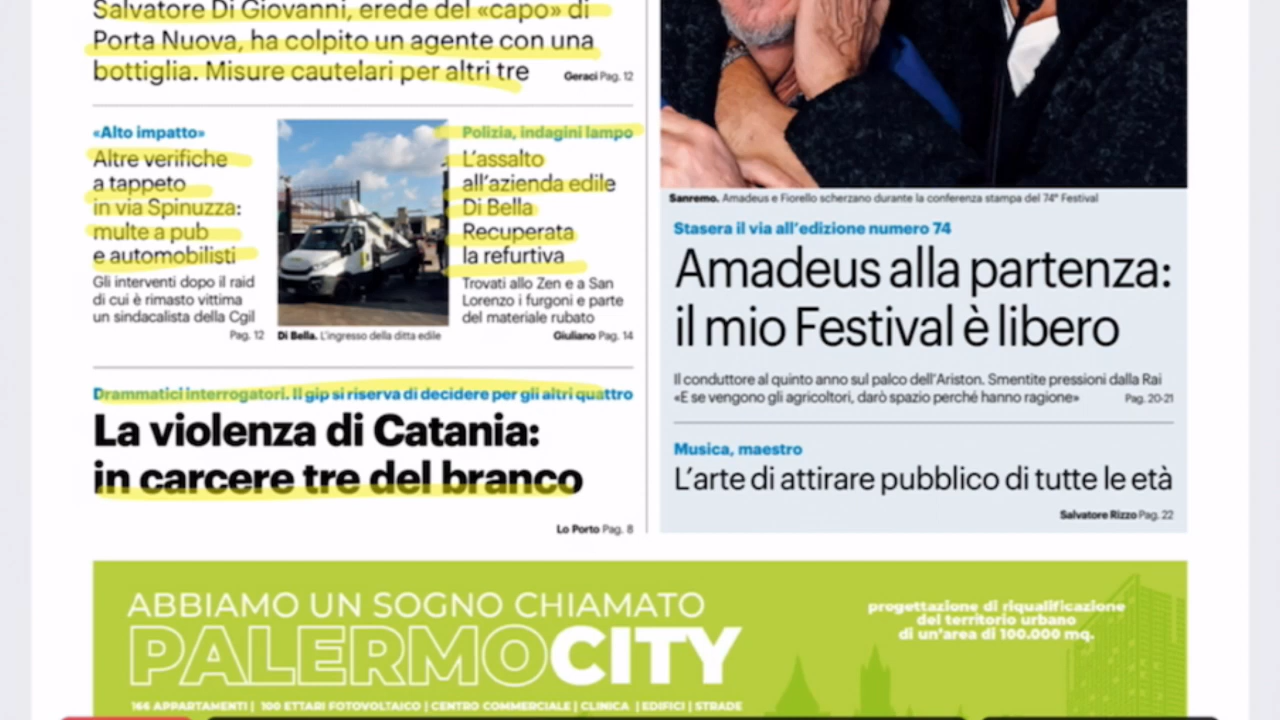 Salvatore Di Giovanni, erede del «capo» di
Porta Nuova, ha colpito un agente con una
bottiglia. Misure cautelari per altri tre
Geraci Pag. 12
«Alto impatto»
Altre verifiche
a tappeto
in via Spinuzza:
multe a pub
e automobilisti
Gli interventi dopo il raid
di cui è rimasto vittima
un sindacalista della Cgil
Pag. 12
Di Bella. L'ingresso della ditta edile
Polizia, indagini lampo
L'assalto
all'azienda edile
Di Bella
Recuperata
la refurtiva
Trovati allo Zen e a San
Lorenzo i furgoni e parte
del materiale rubato
Giuliano Pag. 14
Drammatici interrogatori. Il gip si riserva di decidere per gli altri quattro
La violenza di Catania:
in carcere tre del branco
Lo Porto Pag. 8
Sanremo. Amadeus e Fiorello scherzano durante la conferenza stampa del 74° Festival
Stasera il via all'edizione numero 74
Amadeus alla partenza:
il mio Festival è libero
Il conduttore al quinto anno sul palco dell'Ariston. Smentite pressioni dalla Rai
«E se vengono gli agricoltori, darò spazio perché hanno ragione»
Pag. 20-21
Musica, maestro
L'arte di attirare pubblico di tutte le età
Salvatore Rizzo Pag. 22
ABBIAMO UN SOGNO CHIAMATO
PALERMOCITY
166 APPARTAMENTI | 100 ETTARI FOTOVOLTAICO | CENTRO COMMERCIALE | CLINICA | EDIFICI | STRADE
progettazione di riqualificazione
del territorio urbano
di un'area di 100.000 mq.